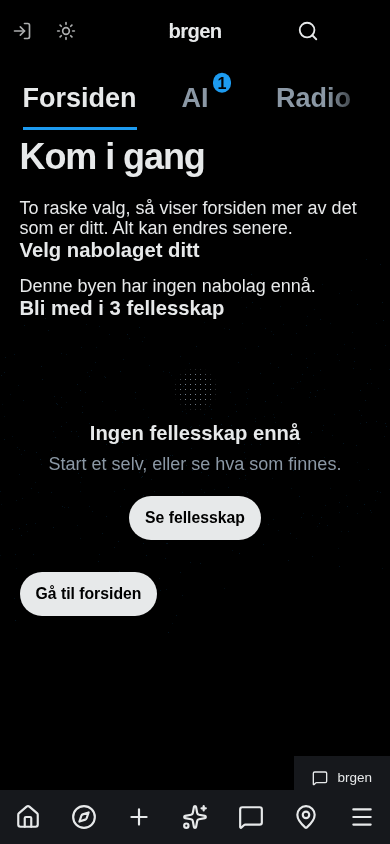 brgen
Forsiden AI 1 Radio
Kom i gang
To raske valg, så viser forsiden mer av det
som er ditt. Alt kan endres senere.
Velg nabolaget ditt
Denne byen har ingen nabolag ennå.
Bli med i 3 fellesskap
Ingen fellesskap ennå
Start et selv, eller se hva som finnes.
Se fellesskap
Gå til forsiden
brgen